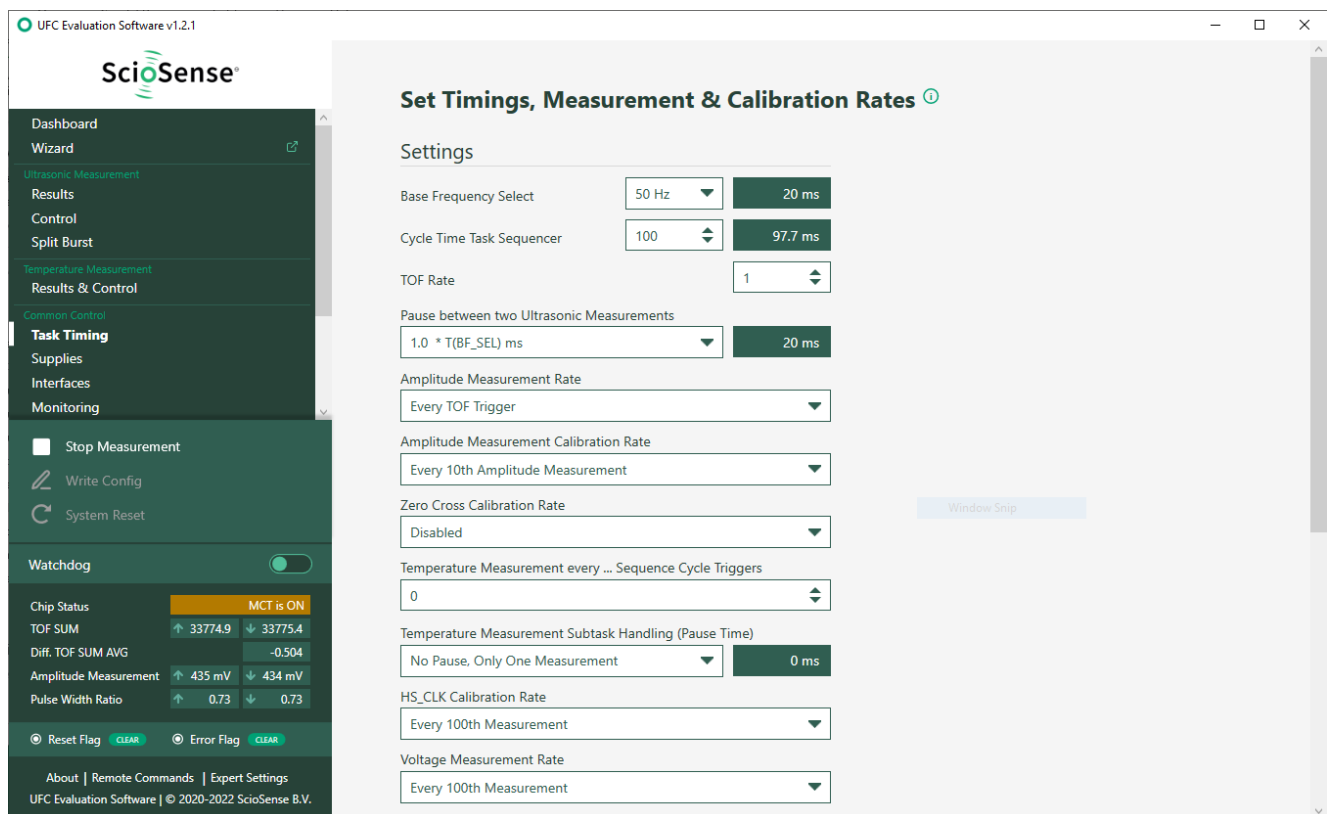 UFC Evaluation Software v1.2.1
ScioSense®
Dashboard
Wizard
Ultrasonic Measurement
Results
Control
Split Burst
Temperature Measurement
Results & Control
Common Control
Task Timing
Supplies
Interfaces
Monitoring
Stop Measurement
Write Config
System Reset
Watchdog
Chip Status MCT is ON
TOF SUM 33774.9 33775.4
Diff. TOF SUM AVG -0.504
Amplitude Measurement 435 mV 434 mV
Pulse Width Ratio 0.73 0.73
Reset Flag CLEAR Error Flag CLEAR
About | Remote Commands | Expert Settings
UFC Evaluation Software | © 2020-2022 ScioSense B.V.
Set Timings, Measurement & Calibration Rates
Settings
Base Frequency Select 50 Hz 20 ms
Cycle Time Task Sequencer 100 97.7 ms
TOF Rate 1
Pause between two Ultrasonic Measurements
1.0 * T(BF_SEL) ms 20 ms
Amplitude Measurement Rate
Every TOF Trigger
Amplitude Measurement Calibration Rate
Every 10th Amplitude Measurement
Zero Cross Calibration Rate
Disabled
Window Snip
Temperature Measurement every ... Sequence Cycle Triggers
0
Temperature Measurement Subtask Handling (Pause Time)
No Pause, Only One Measurement 0 ms
HS_CLK Calibration Rate
Every 100th Measurement
Voltage Measurement Rate
Every 100th Measurement